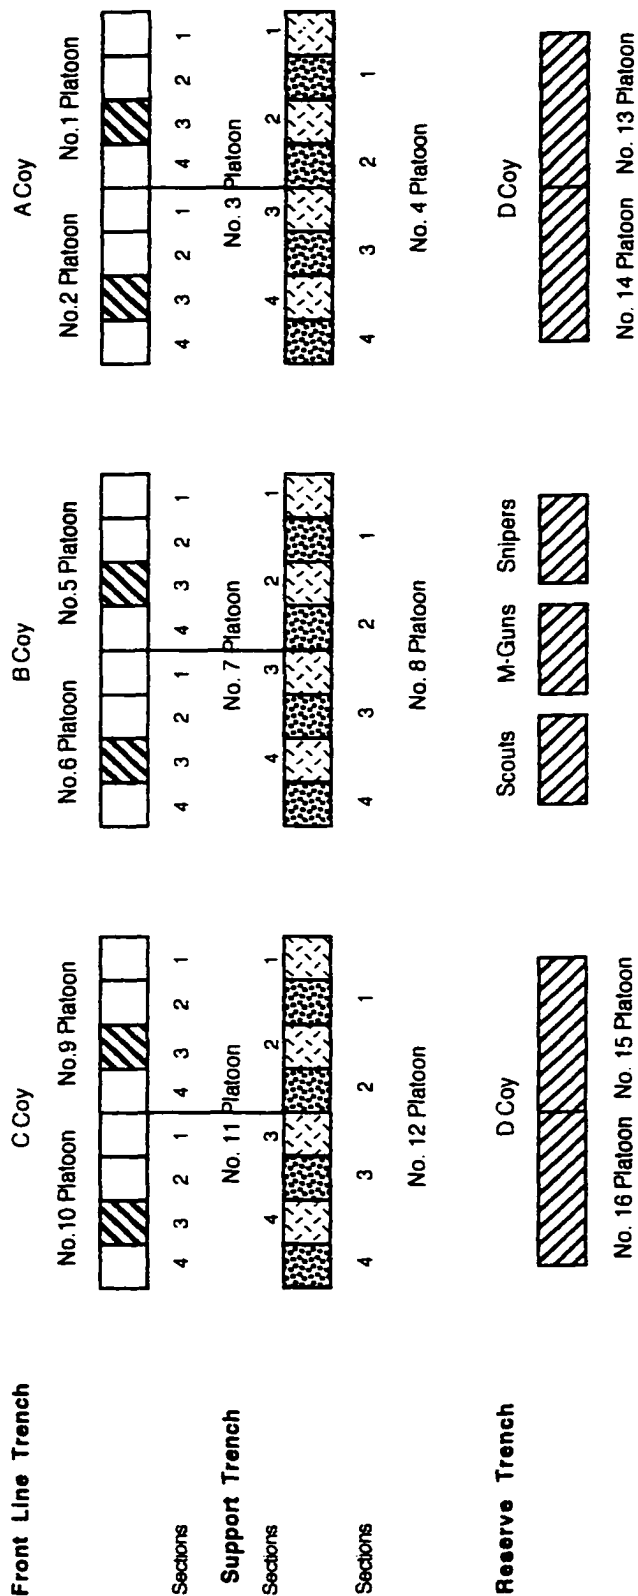 Front Line Trench
C Coy B Coy A Coy
No.10 Platoon No.9 Platoon No.6 Platoon No.5 Platoon No.2 Platoon No.1 Platoon
Sections 4 3 2 1 4 3 2 1 4 3 2 1 4 3 2 1 4 3 2 1 4 3 2 1
Support Trench No. 11 Platoon No. 7 Platoon No. 3 Platoon
Sections 4 3 2 1 4 3 2 1 4 3 2 1
Sections 4 3 2 1 4 3 2 1 4 3 2 1
No. 12 Platoon No. 8 Platoon No. 4 Platoon
Reserve Trench D Coy Scouts M-Guns Snipers D Coy
No. 16 Platoon No. 15 Platoon No. 14 Platoon No. 13 Platoon